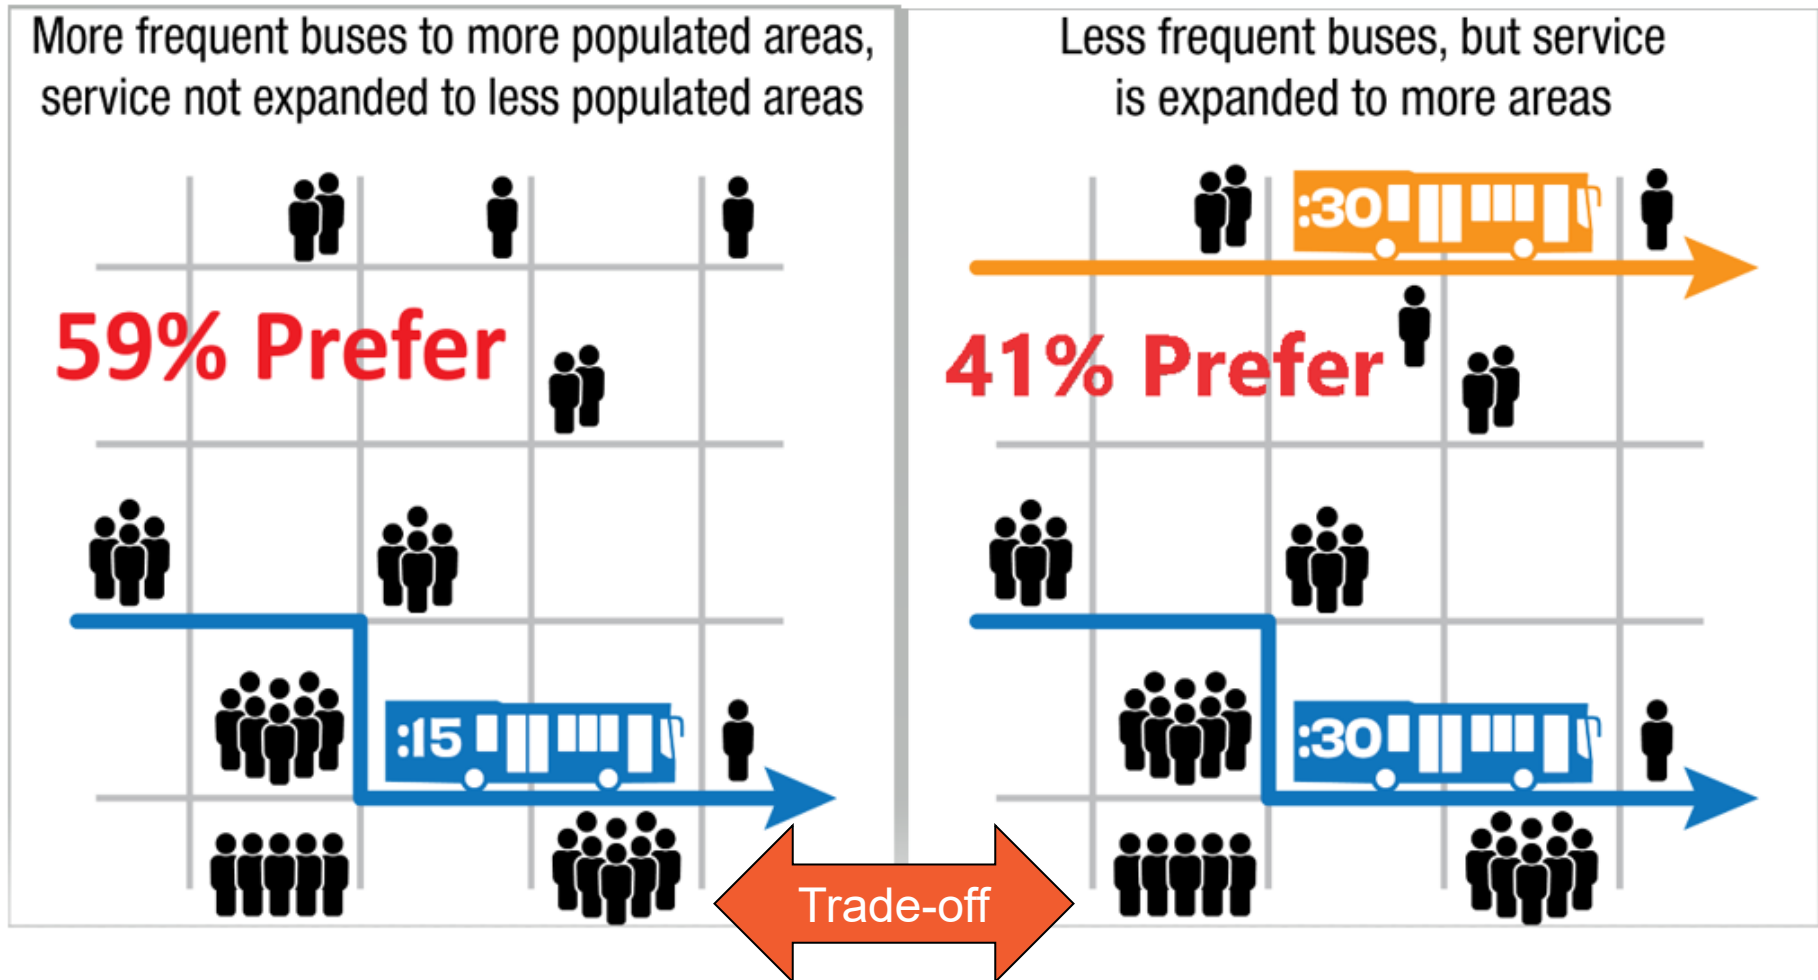 More frequent buses to more populated areas,
service not expanded to less populated areas
59% Prefer
:15
Less frequent buses, but service
is expanded to more areas
:30
41% Prefer
:30
Trade-off